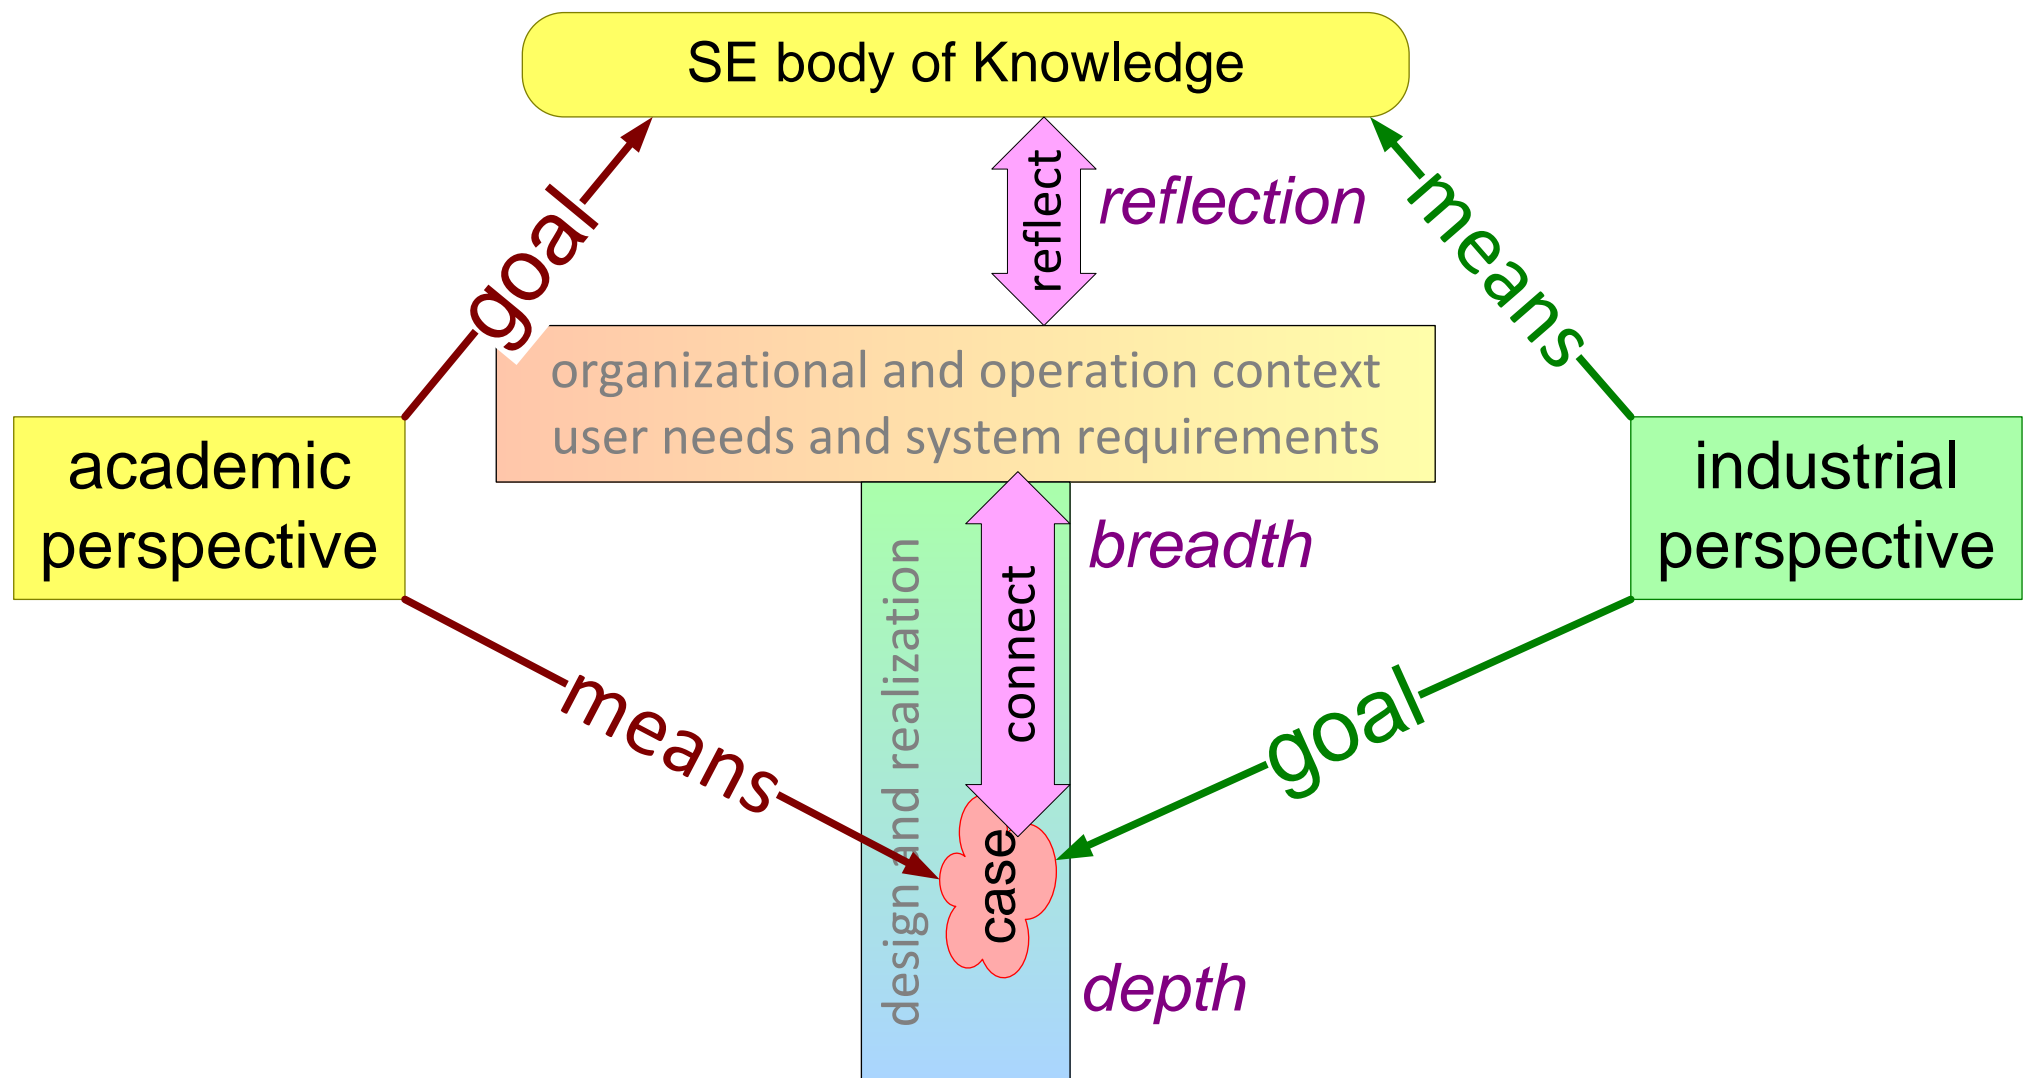 SE body of Knowledge
reflect
reflection
goal
means
organizational and operation context
user needs and system requirements
academic
perspective
industrial
perspective
breadth
connect
design and realization
means
goal
case
depth